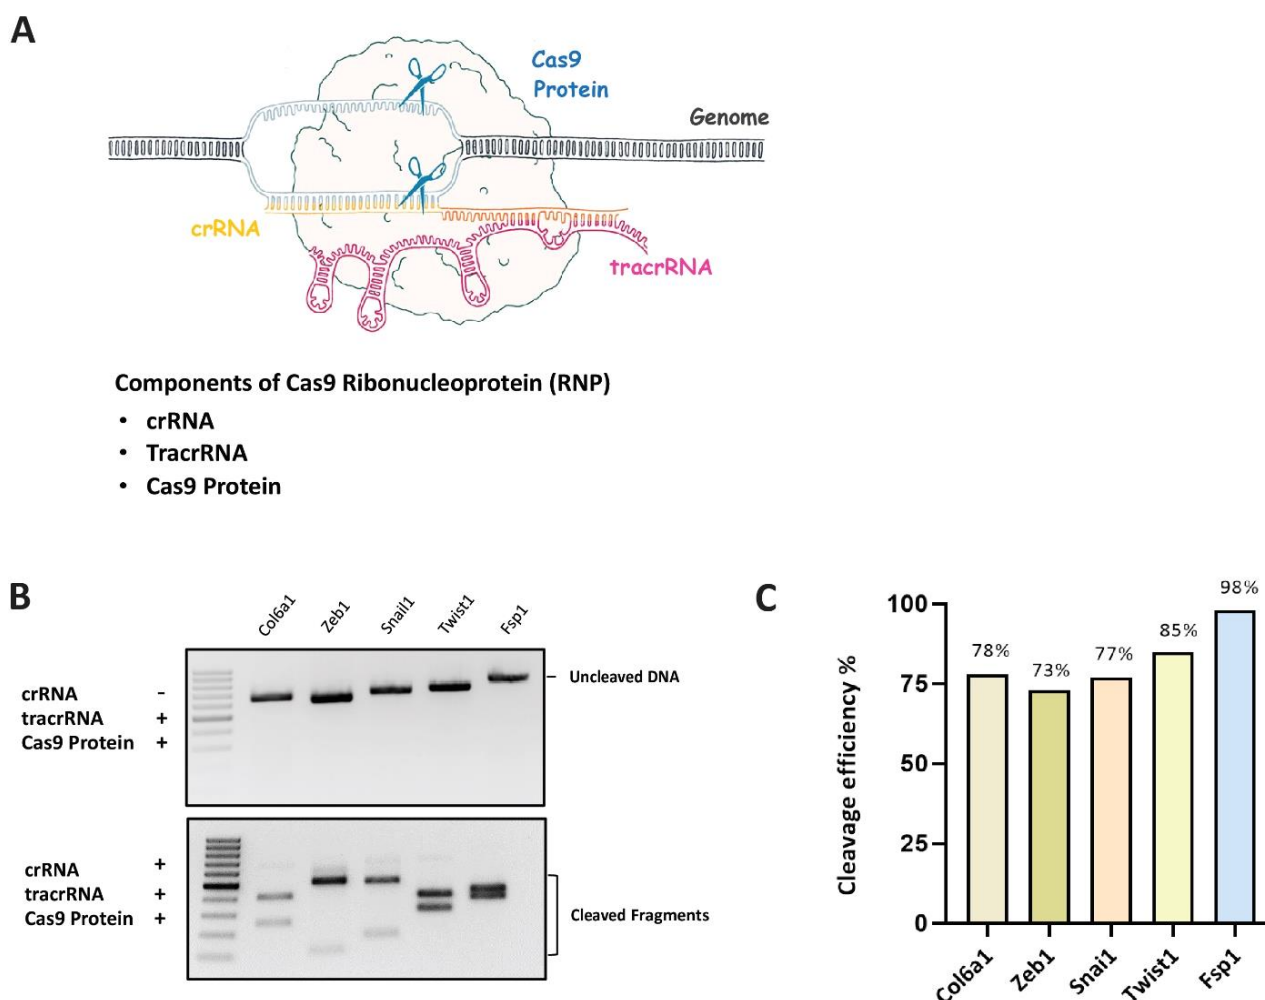 A
Cas9
Protein
Genome
crRNA
tracrRNA
Components of Cas9 Ribonucleoprotein (RNP)
• crRNA
• TracrRNA
• Cas9 Protein
B
Col6a1
Zeb1
Snail1
Twist1
Fsp1
crRNA -
tracrRNA +
Cas9 Protein +
Uncleaved DNA
crRNA +
tracrRNA +
Cas9 Protein +
Cleaved Fragments
C
Cleavage efficiency %
100
75
50
25
0
78%
73%
77%
85%
98%
Col6a1
Zeb1
Snai1
Twist1
Fsp1